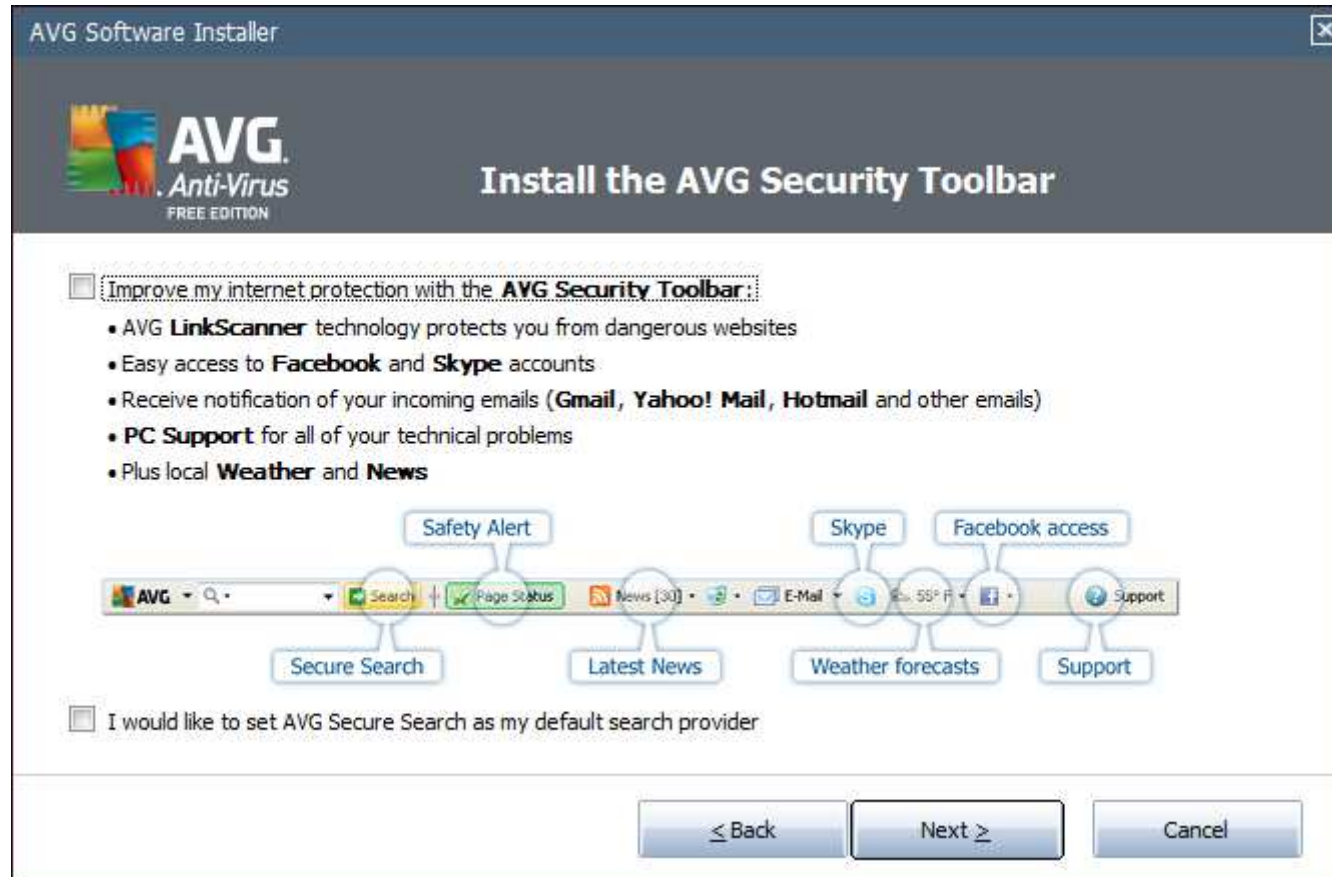 AVG Software Installer
AVG.
Anti-Virus
FREE EDITION
Install the AVG Security Toolbar
Improve my internet protection with the AVG Security Toolbar:
• AVG LinkScanner technology protects you from dangerous websites
• Easy access to Facebook and Skype accounts
• Receive notification of your incoming emails (Gmail, Yahoo! Mail, Hotmail and other emails)
• PC Support for all of your technical problems
• Plus local Weather and News
Safety Alert Skype Facebook access
AVG Search Page Status News [30] E-Mail 55° F Support
Secure Search Latest News Weather forecasts Support
I would like to set AVG Secure Search as my default search provider
< Back Next > Cancel